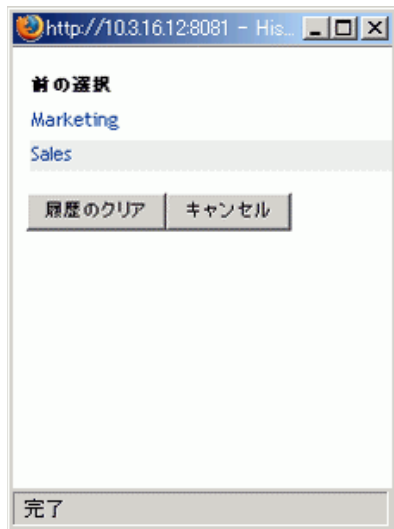 http://10.3.16.12:8081 - His...
前の選択
Marketing
Sales
履歴のクリア キャンセル
完了